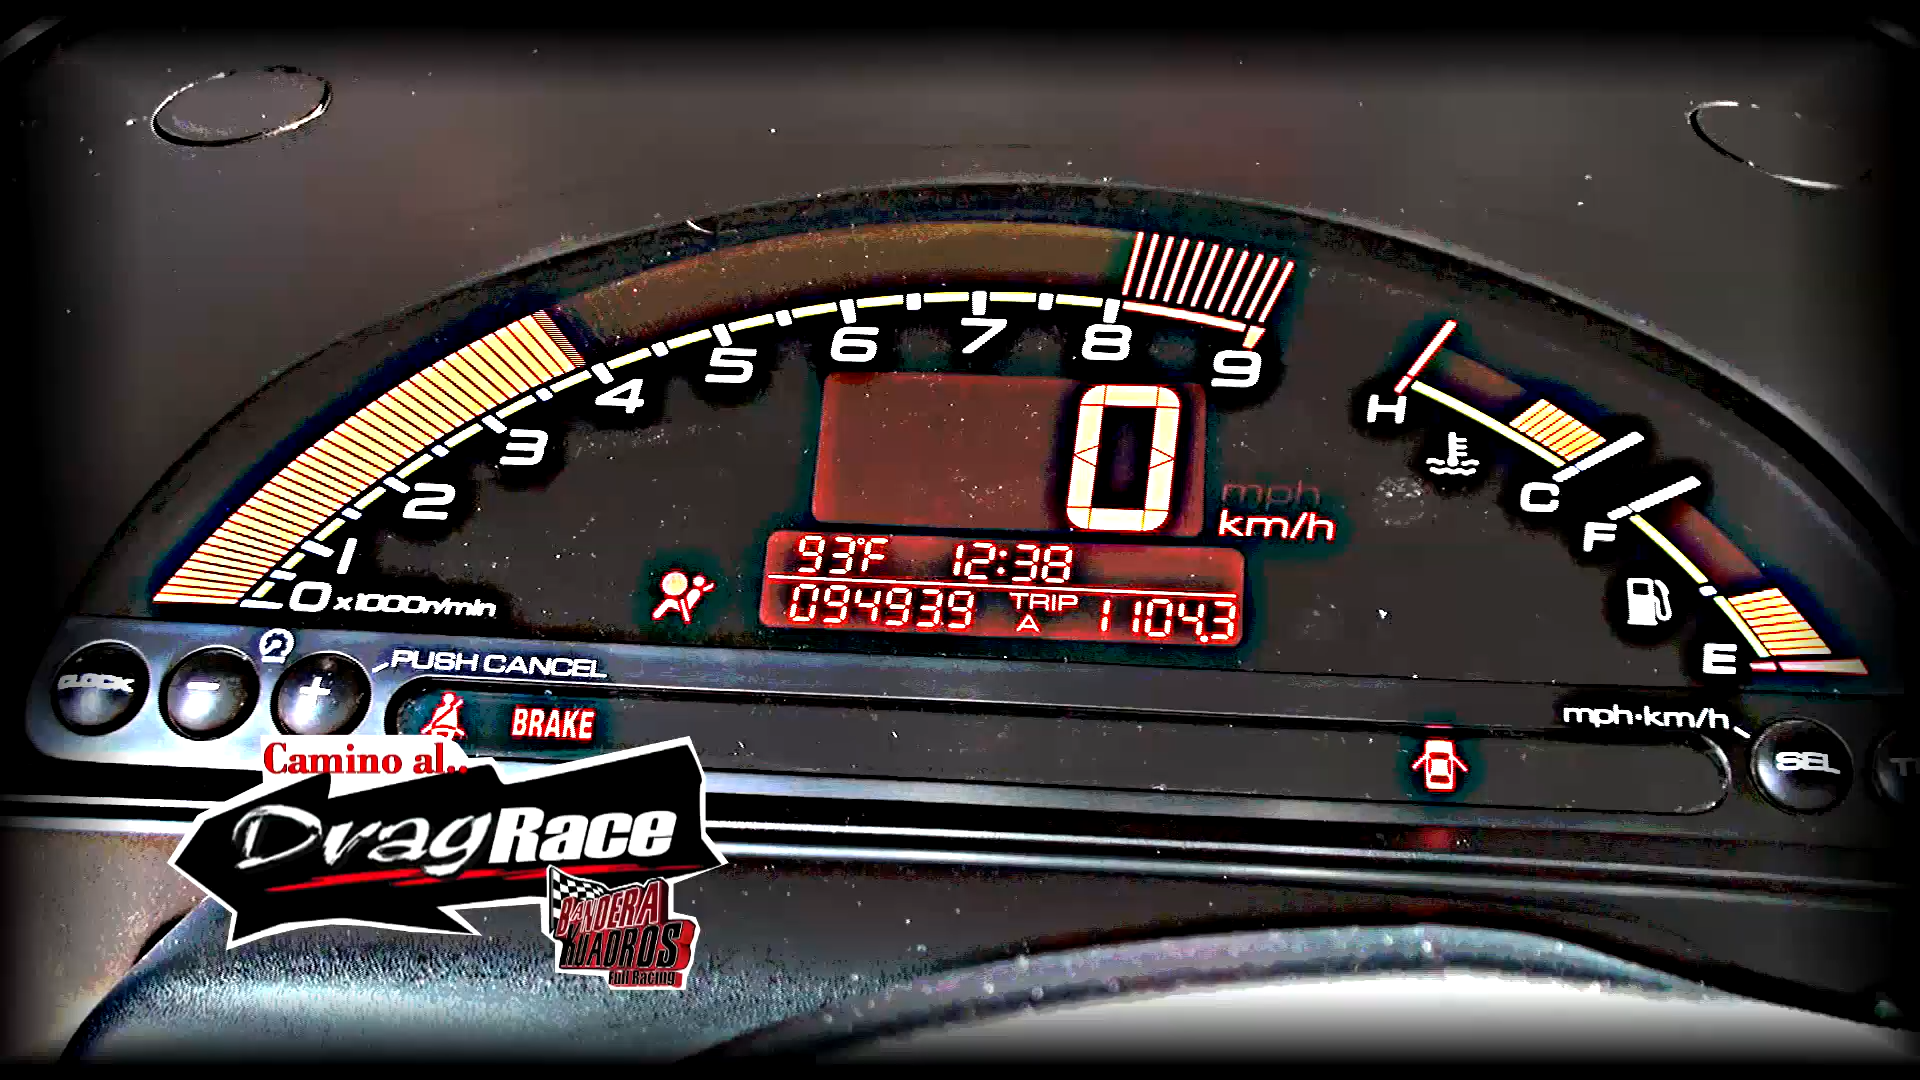 0 1 2 3 4 5 6 7 8 9
x1000r/min
0
mph
km/h
93°F 12:38
094939 TRIP A 1104.3
H
C
F
E
CLOCK
-
+
PUSH CANCEL
BRAKE
mph·km/h
SEL
Camino al..
DragRace
BANDERA
KUADROS
Full Racing